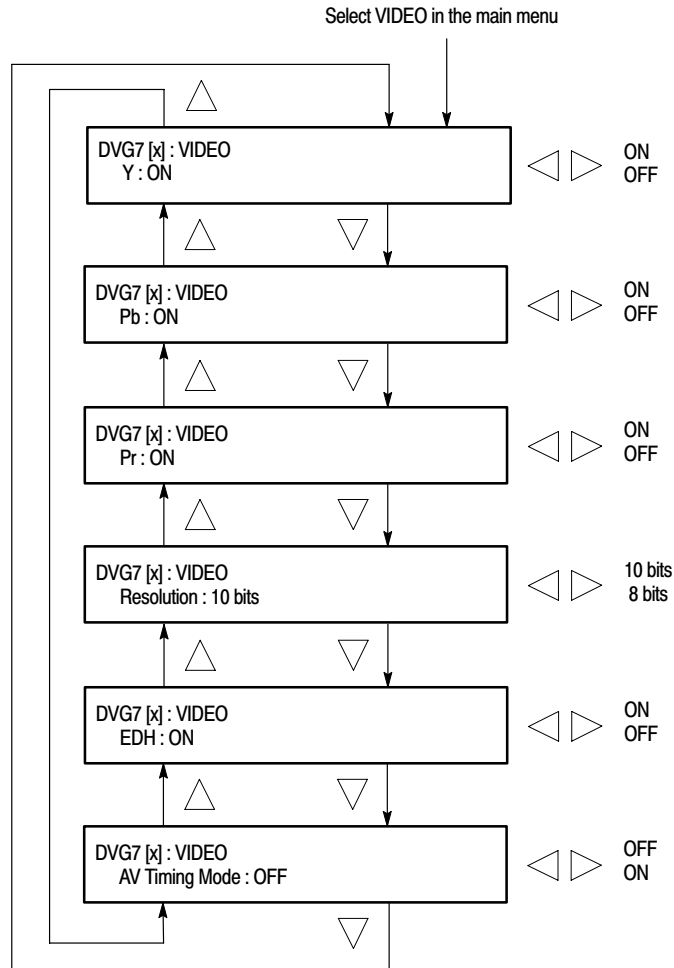 Select VIDEO in the main menu
DVG7 [x] : VIDEO
Y : ON
ON
OFF
DVG7 [x] : VIDEO
Pb : ON
ON
OFF
DVG7 [x] : VIDEO
Pr : ON
ON
OFF
DVG7 [x] : VIDEO
Resolution : 10 bits
10 bits
8 bits
DVG7 [x] : VIDEO
EDH : ON
ON
OFF
DVG7 [x] : VIDEO
AV Timing Mode : OFF
OFF
ON